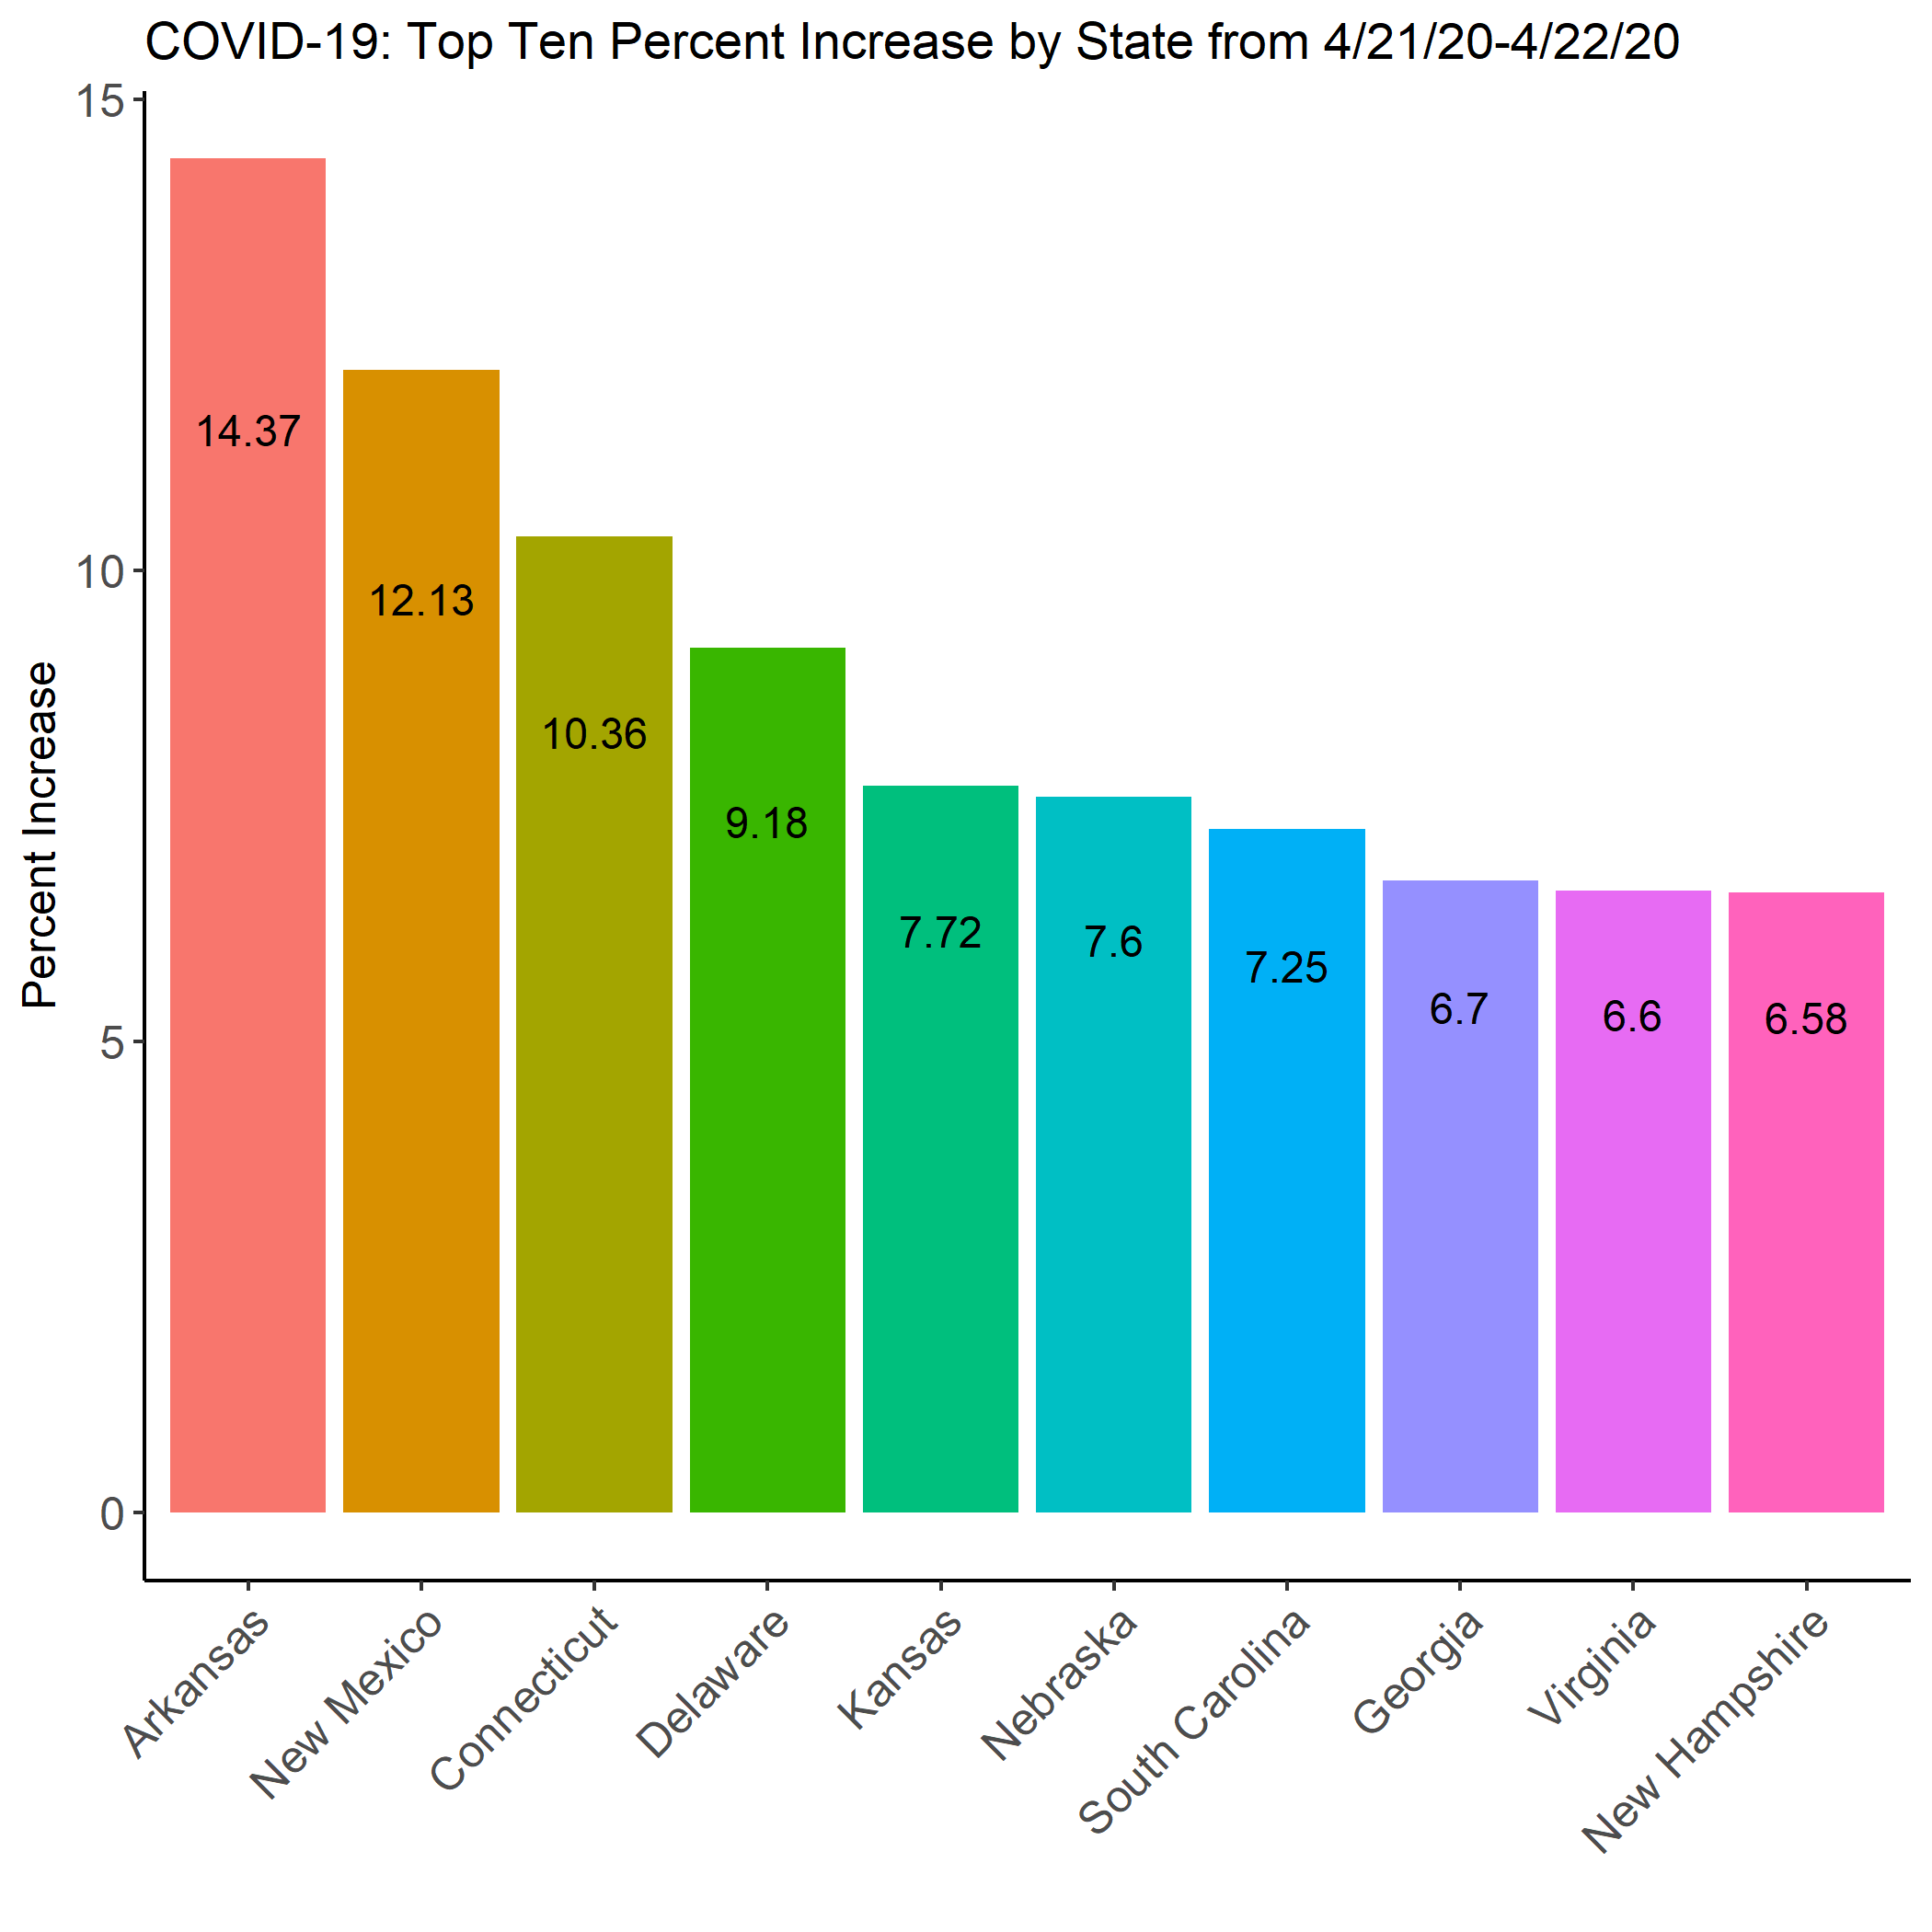 COVID-19: Top Ten Percent Increase by State from 4/21/20-4/22/20
15
10
5
0
Percent Increase
14.37
12.13
10.36
9.18
7.72
7.6
7.25
6.7
6.6
6.58
Arkansas
New Mexico
Connecticut
Delaware
Kansas
Nebraska
South Carolina
Georgia
Virginia
New Hampshire